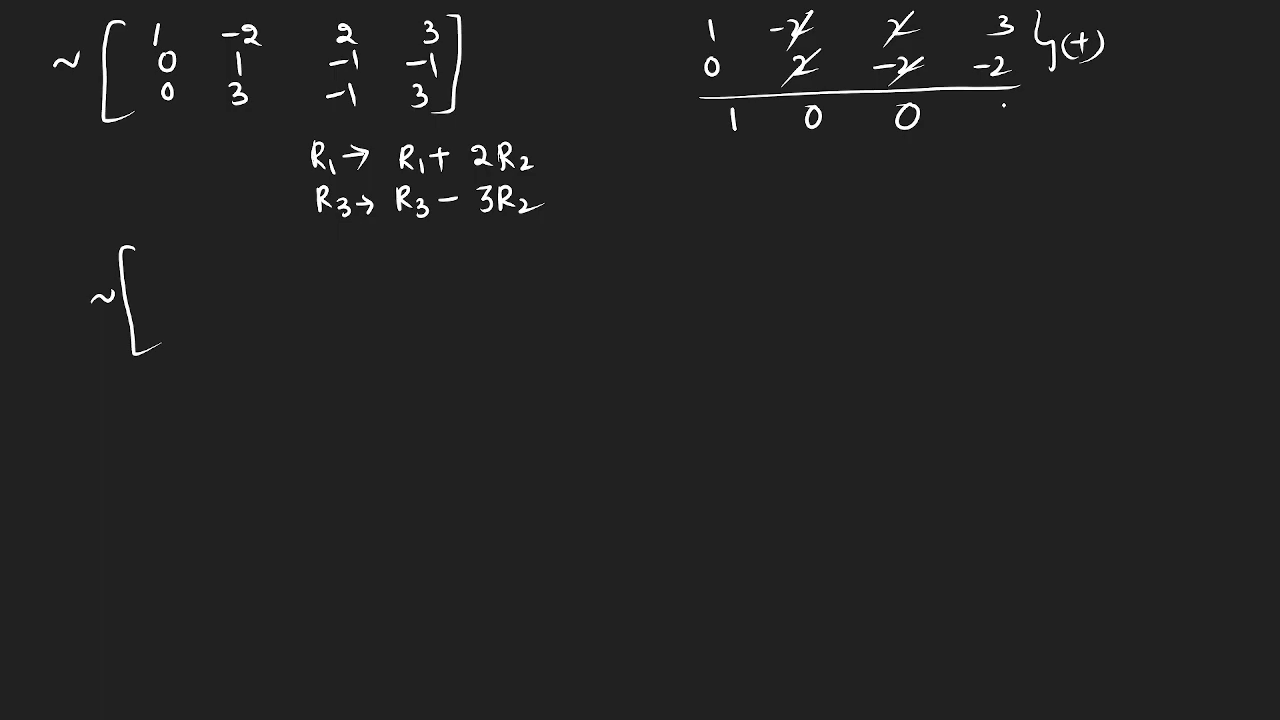 ~ [ 1 -2 2 3
0 1 -1 -1
0 3 -1 3 ]
R₁ → R₁ + 2R₂
R₃ → R₃ - 3R₂
~ [
1 -2 2 3 } (+)
0 2 -2 -2
1 0 0